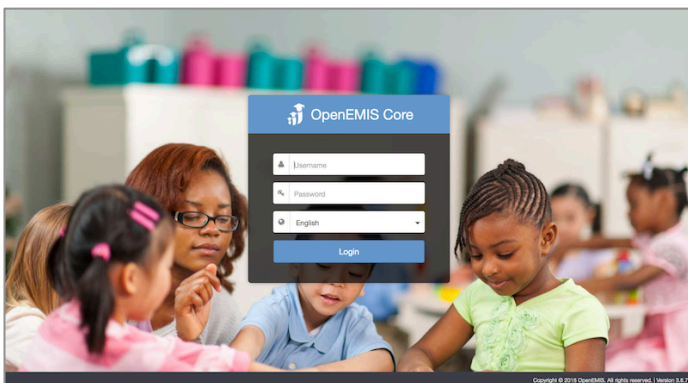 OpenEMIS Core
Username
Password
English
Login
Copyright © 2016 OpenEMIS. All rights reserved. | Version 3.6.7